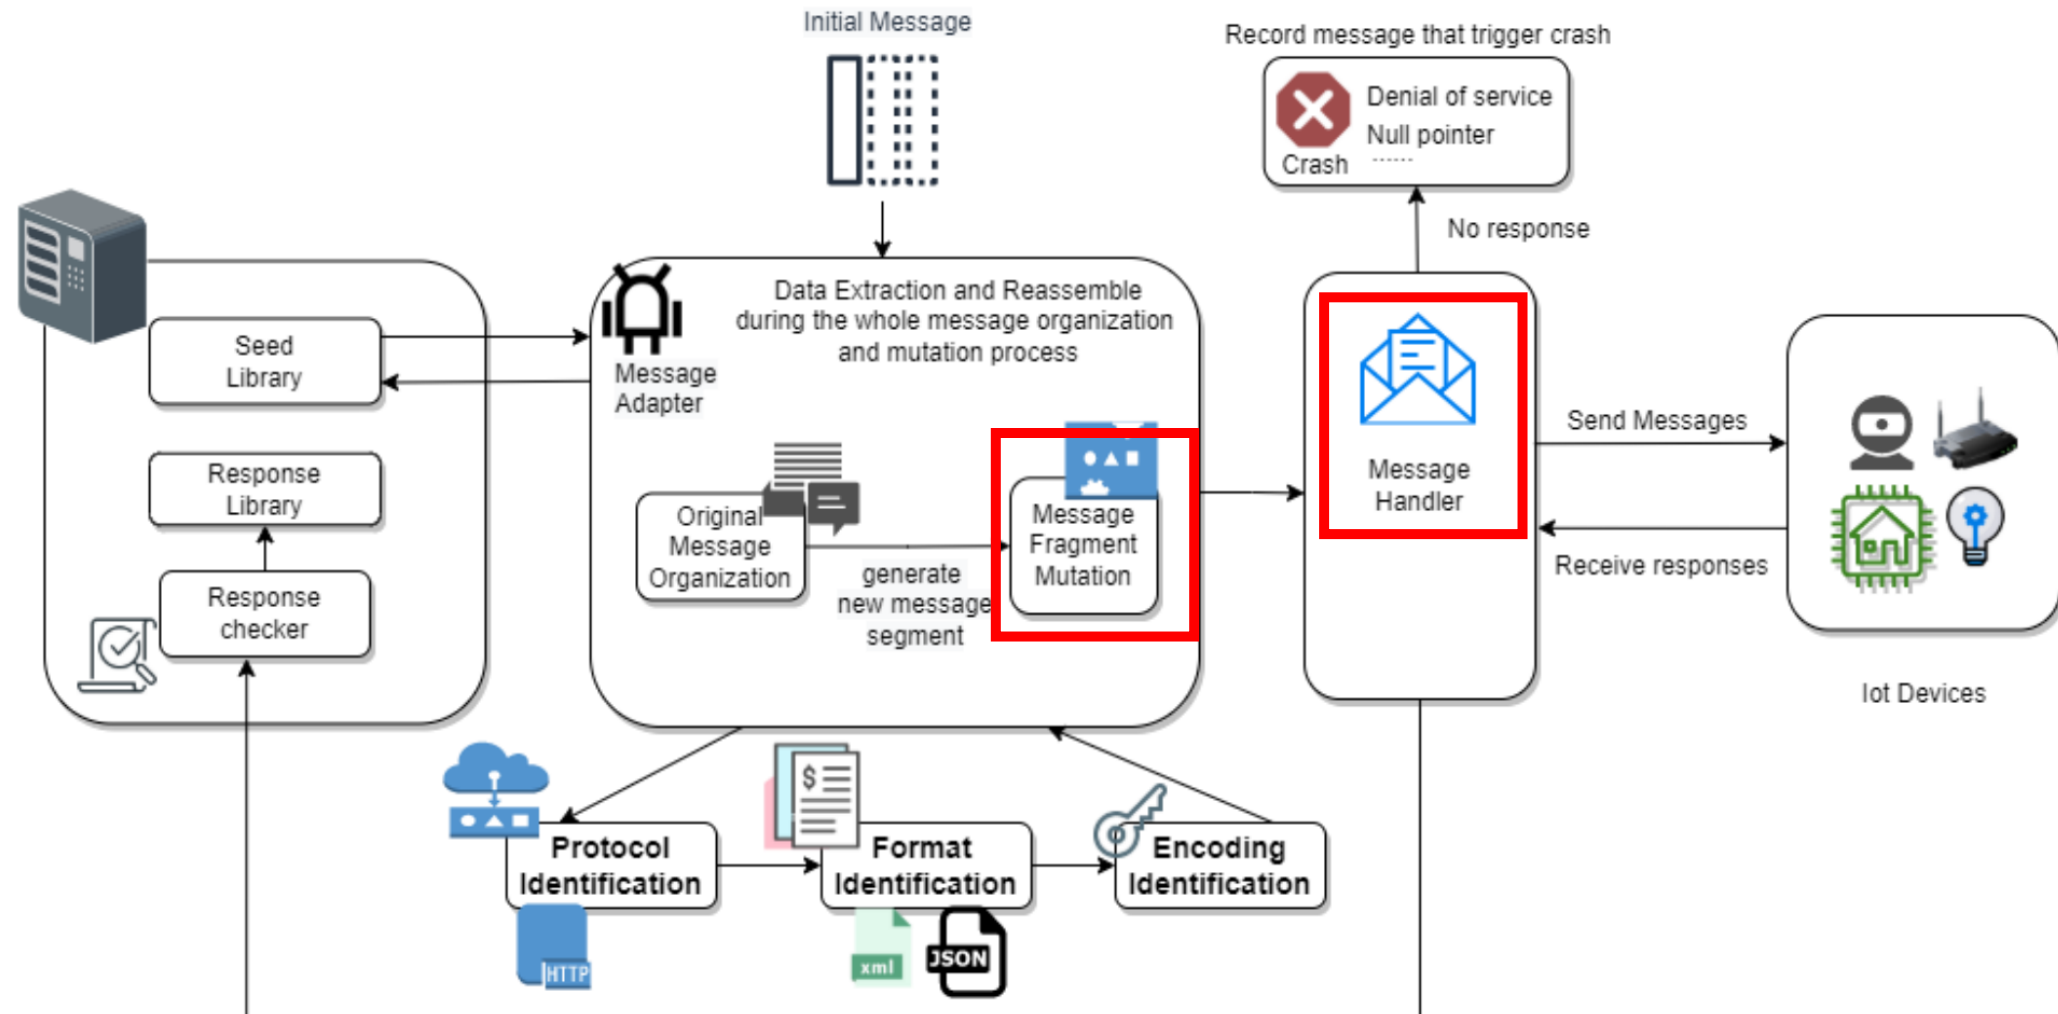 Initial Message
Record message that trigger crash
Denial of service
Null pointer
Crash
No response
Seed
Library
Response
Library
Response
checker
Message
Adapter
Data Extraction and Reassemble
during the whole message organization
and mutation process
Original
Message
Organization
generate
new message
segment
Message
Fragment
Mutation
Message
Handler
Send Messages
Receive responses
Iot Devices
Protocol
Identification
HTTP
Format
Identification
xml
JSON
Encoding
Identification